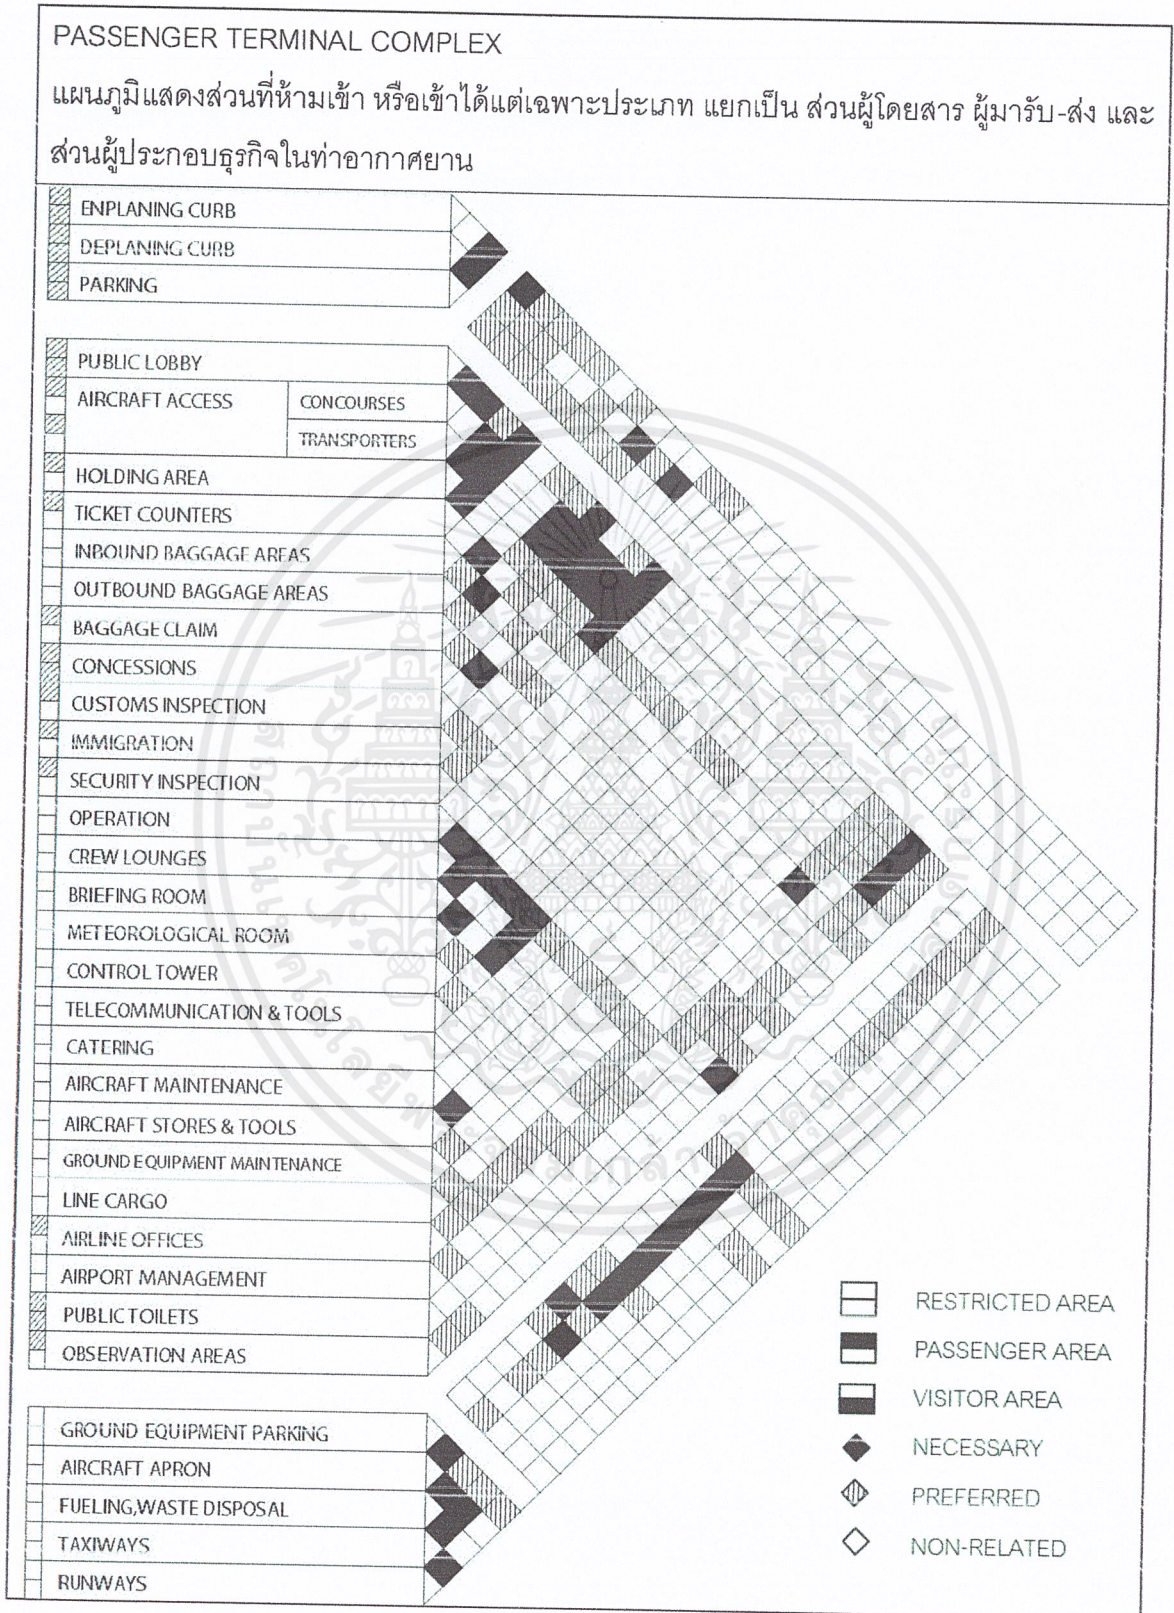 PASSENGER TERMINAL COMPLEX
แผนภูมิแสดงส่วนที่ห้ามเข้า หรือเข้าได้แต่เฉพาะประเภท แยกเป็น ส่วนผู้โดยสาร ผู้มารับ-ส่ง และ
ส่วนผู้ประกอบธุรกิจในท่าอากาศยาน
ENPLANING CURB
DEPLANING CURB
PARKING
PUBLIC LOBBY
AIRCRAFT ACCESS CONCOURSES
TRANSPORTERS
HOLDING AREA
TICKET COUNTERS
INBOUND BAGGAGE AREAS
OUTBOUND BAGGAGE AREAS
BAGGAGE CLAIM
CONCESSIONS
CUSTOMS INSPECTION
IMMIGRATION
SECURITY INSPECTION
OPERATION
CREW LOUNGES
BRIEFING ROOM
METEOROLOGICAL ROOM
CONTROL TOWER
TELECOMMUNICATION & TOOLS
CATERING
AIRCRAFT MAINTENANCE
AIRCRAFT STORES & TOOLS
GROUND EQUIPMENT MAINTENANCE
LINE CARGO
AIRLINE OFFICES
AIRPORT MANAGEMENT
PUBLIC TOILETS
OBSERVATION AREAS
GROUND EQUIPMENT PARKING
AIRCRAFT APRON
FUELING,WASTE DISPOSAL
TAXIWAYS
RUNWAYS
RESTRICTED AREA
PASSENGER AREA
VISITOR AREA
NECESSARY
PREFERRED
NON-RELATED